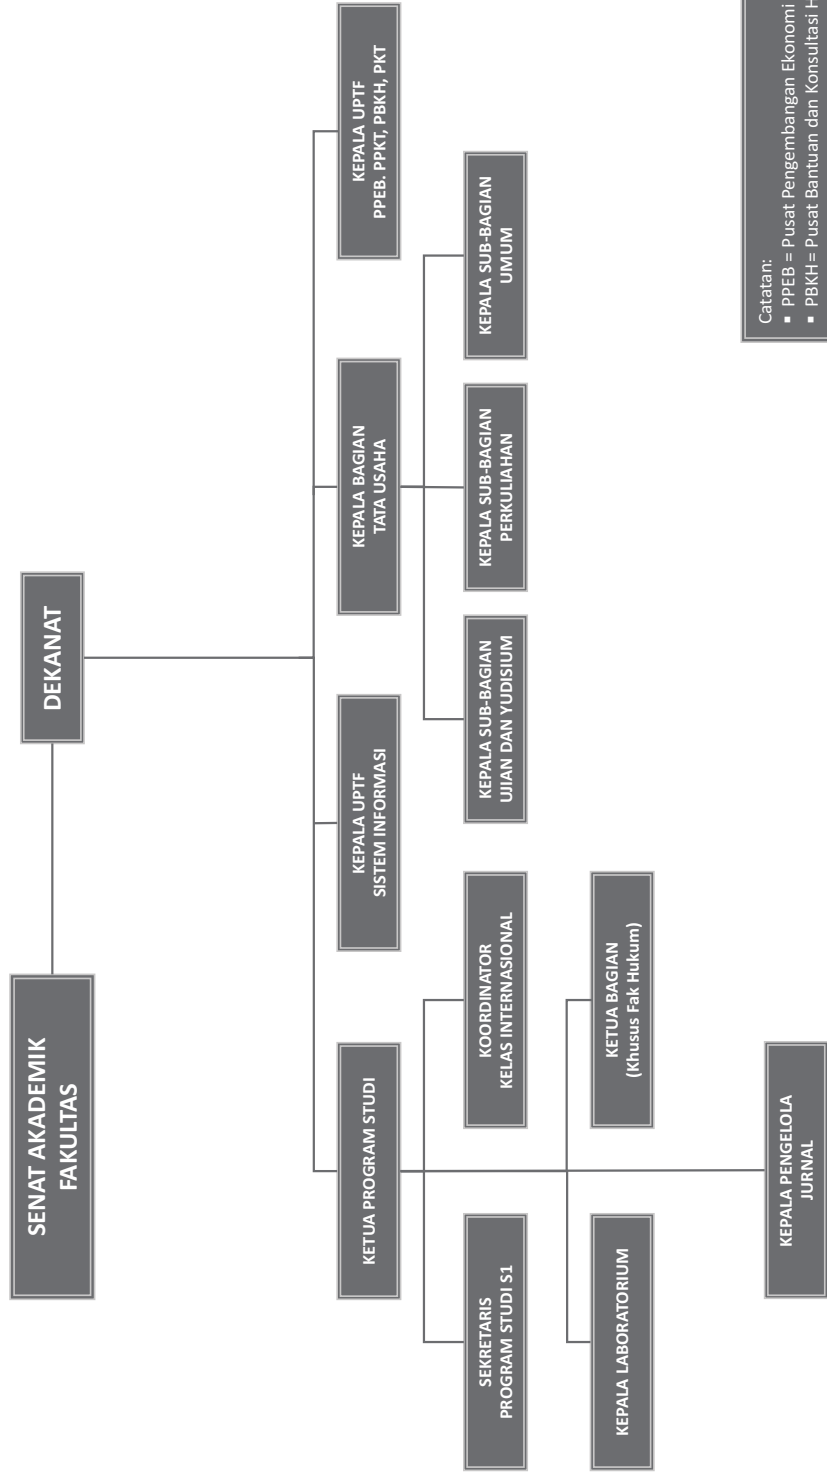 SENAT AKADEMIK
FAKULTAS
DEKANAT
KETUA PROGRAM STUDI
KEPALA UPTF
SISTEM INFORMASI
KEPALA BAGIAN
TATA USAHA
KEPALA UPTF
PPEB. PPKT, PBKH, PKT
SEKRETARIS
PROGRAM STUDI S1
KOORDINATOR
KELAS INTERNASIONAL
KEPALA SUB-BAGIAN
UJIAN DAN YUDISIUM
KEPALA SUB-BAGIAN
PERKULIAHAN
KEPALA SUB-BAGIAN
UMUM
KEPALA LABORATORIUM
KETUA BAGIAN
(Khusus Fak Hukum)
KEPALA PENGELOLA
JURNAL
Catatan:
▪ PPEB = Pusat Pengembangan Ekonomi
▪ PBKH = Pusat Bantuan dan Konsultasi